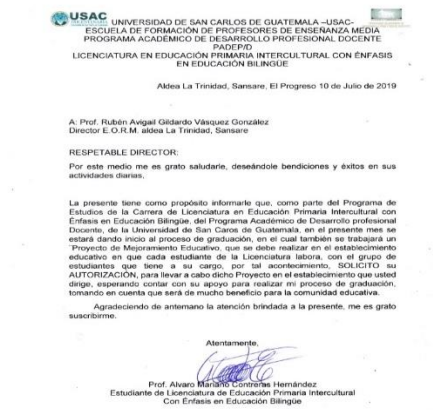 USAC
UNIVERSIDAD DE SAN CARLOS DE GUATEMALA –USAC-
ESCUELA DE FORMACIÓN DE PROFESORES DE ENSEÑANZA MEDIA
PROGRAMA ACADÉMICO DE DESARROLLO PROFESIONAL DOCENTE
PADEP/D
LICENCIATURA EN EDUCACIÓN PRIMARIA INTERCULTURAL CON ÉNFASIS
EN EDUCACIÓN BILINGÜE
Aldea La Trinidad, Sansare, El Progreso 10 de Julio de 2019
A: Prof. Rubén Avigail Gildardo Vásquez González
Director E.O.R.M. aldea La Trinidad, Sansare
RESPETABLE DIRECTOR:
Por este medio me es grato saludarle, deseándole bendiciones y éxitos en sus
actividades diarias,
La presente tiene como propósito informarle que, como parte del Programa de
Estudios de la Carrera de Licenciatura en Educación Primaria Intercultural con
Énfasis en Educación Bilingüe, del Programa Académico de Desarrollo profesional
Docente, de la Universidad de San Caros de Guatemala, en el presente mes se
estará dando inicio al proceso de graduación, en el cual también se trabajará un
¨Proyecto de Mejoramiento Educativo, que se debe realizar en el establecimiento
educativo en que cada estudiante de la Licenciatura labora, con el grupo de
estudiantes que tiene a su cargo, por tal acontecimiento, SOLICITO su
AUTORIZACIÓN, para llevar a cabo dicho Proyecto en el establecimiento que usted
dirige, esperando contar con su apoyo para realizar mi proceso de graduación,
tomando en cuenta que será de mucho beneficio para la comunidad educativa.
Agradeciendo de antemano la atención brindada a la presente, me es grato
suscribirme.
Atentamente,
Prof. Alvaro Mariano Contreras Hernández
Estudiante de Licenciatura de Educación Primaria Intercultural
Con Énfasis en Educación Bilingüe